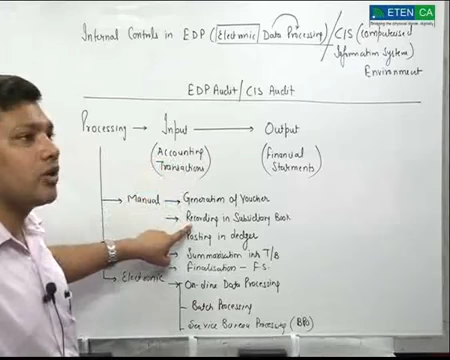 ETEN CA
Internal Controls in EDP (Electronic Data Processing) / CIS (Computerised
Information System)
Environment
EDP Audit / CIS Audit
Processing → Input → Output
(Accounting Transactions) (Financial Statements)
Manual → Generation of Voucher
→ Recording in Subsidiary Book
Posting in Ledger
→ Summarisation into T/B
→ Finalisation – F.S.
Electronic → On-line Data Processing
Batch Processing
Service Bureau Processing (BPO)